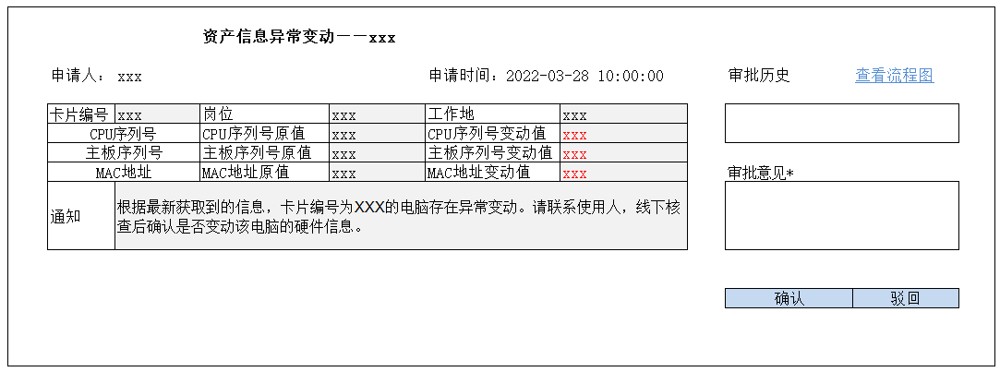 资产信息异常变动——xxx
申请人： xxx 申请时间：2022-03-28 10:00:00 审批历史 查看流程图
卡片编号 xxx 岗位 xxx 工作地 xxx
CPU序列号 CPU序列号原值 xxx CPU序列号变动值 xxx
主板序列号 主板序列号原值 xxx 主板序列号变动值 xxx
MAC地址 MAC地址原值 xxx MAC地址变动值 xxx
审批意见*
通知 根据最新获取到的信息，卡片编号为XXX的电脑存在异常变动。请联系使用人，线下核
查后确认是否变动该电脑的硬件信息。
确认 驳回